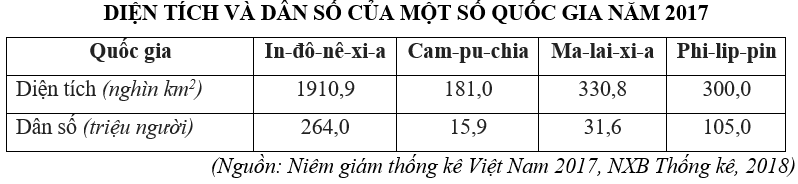 DIỆN TÍCH VÀ DÂN SỐ CỦA MỘT SỐ QUỐC GIA NĂM 2017
Quốc gia In-đô-nê-xi-a Cam-pu-chia Ma-lai-xi-a Phi-lip-pin
Diện tích (nghìn km²) 1910,9 181,0 330,8 300,0
Dân số (triệu người) 264,0 15,9 31,6 105,0
(Nguồn: Niêm giám thống kê Việt Nam 2017, NXB Thống kê, 2018)